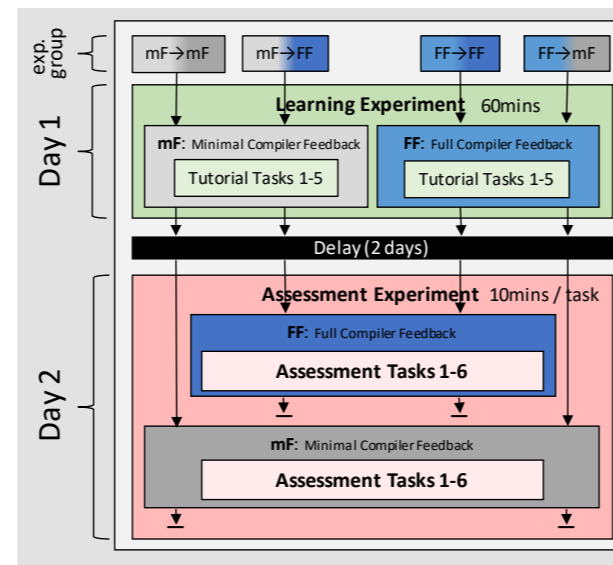 exp. group
mF→mF
mF→FF
FF→FF
FF→mF
Day 1
Learning Experiment 60mins
mF: Minimal Compiler Feedback
Tutorial Tasks 1-5
FF: Full Compiler Feedback
Tutorial Tasks 1-5
Delay (2 days)
Day 2
Assessment Experiment 10mins / task
FF: Full Compiler Feedback
Assessment Tasks 1-6
mF: Minimal Compiler Feedback
Assessment Tasks 1-6